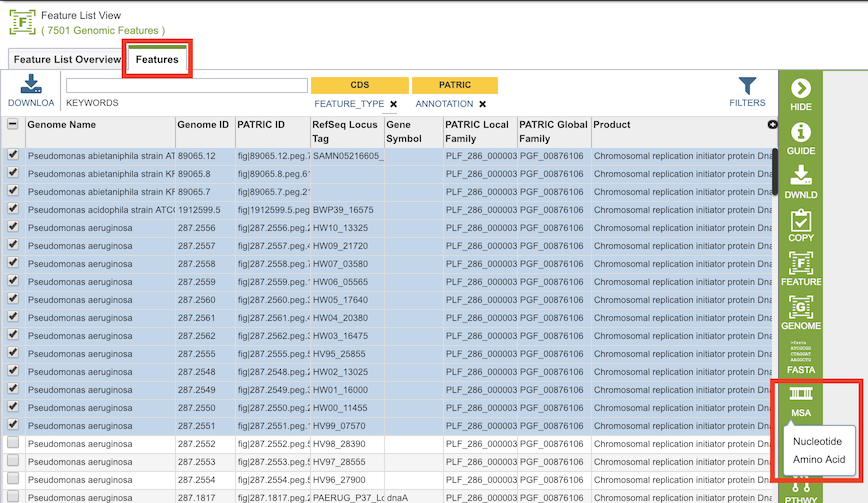 Feature List View
( 7501 Genomic Features )
Feature List Overview Features
DOWNLOA KEYWORDS CDS PATRIC
FEATURE_TYPE ANNOTATION FILTERS
HIDE
Genome Name Genome ID PATRIC ID RefSeq Locus Tag Gene Symbol PATRIC Local Family PATRIC Global Family Product
Pseudomonas abietaniphila strain AT 89065.12 fig|89065.12.peg.7 SAMN05216605_ PLF_286_000003 PGF_00876106 Chromosomal replication initiator protein Dna
Pseudomonas abietaniphila strain KF 89065.8 fig|89065.8.peg.61 PLF_286_000003 PGF_00876106 Chromosomal replication initiator protein Dna
Pseudomonas abietaniphila strain KF 89065.7 fig|89065.7.peg.21 PLF_286_000003 PGF_00876106 Chromosomal replication initiator protein Dna
Pseudomonas acidophila strain ATCC 1912599.5 fig|1912599.5.peg BWP39_16575 PLF_286_000003 PGF_00876106 Chromosomal replication initiator protein Dna
Pseudomonas aeruginosa 287.2556 fig|287.2556.peg.2 HW10_13325 PLF_286_000003 PGF_00876106 Chromosomal replication initiator protein Dna
Pseudomonas aeruginosa 287.2557 fig|287.2557.peg.4 HW09_21720 PLF_286_000003 PGF_00876106 Chromosomal replication initiator protein Dna
Pseudomonas aeruginosa 287.2558 fig|287.2558.peg.7 HW07_03580 PLF_286_000003 PGF_00876106 Chromosomal replication initiator protein Dna
Pseudomonas aeruginosa 287.2559 fig|287.2559.peg.1 HW06_05565 PLF_286_000003 PGF_00876106 Chromosomal replication initiator protein Dna
Pseudomonas aeruginosa 287.2560 fig|287.2560.peg.3 HW05_17640 PLF_286_000003 PGF_00876106 Chromosomal replication initiator protein Dna
Pseudomonas aeruginosa 287.2561 fig|287.2561.peg.4 HW04_20380 PLF_286_000003 PGF_00876106 Chromosomal replication initiator protein Dna
Pseudomonas aeruginosa 287.2562 fig|287.2562.peg.3 HW03_16475 PLF_286_000003 PGF_00876106 Chromosomal replication initiator protein Dna
Pseudomonas aeruginosa 287.2555 fig|287.2555.peg.5 HV95_25855 PLF_286_000003 PGF_00876106 Chromosomal replication initiator protein Dna
Pseudomonas aeruginosa 287.2548 fig|287.2548.peg.2 HW02_13025 PLF_286_000003 PGF_00876106 Chromosomal replication initiator protein Dna
Pseudomonas aeruginosa 287.2549 fig|287.2549.peg.3 HW01_16000 PLF_286_000003 PGF_00876106 Chromosomal replication initiator protein Dna
Pseudomonas aeruginosa 287.2550 fig|287.2550.peg.2 HW00_11455 PLF_286_000003 PGF_00876106 Chromosomal replication initiator protein Dna
Pseudomonas aeruginosa 287.2551 fig|287.2551.peg.1 HV99_07570 PLF_286_000003 PGF_00876106 Chromosomal replication initiator protein Dna
Pseudomonas aeruginosa 287.2552 fig|287.2552.peg.5 HV98_28390 PLF_286_000003 PGF_00876106 Chromosomal replication initiator protein Dna
Pseudomonas aeruginosa 287.2553 fig|287.2553.peg.5 HV97_28555 PLF_286_000003 PGF_00876106 Chromosomal replication initiator protein Dna
Pseudomonas aeruginosa 287.2554 fig|287.2554.peg.5 HV96_27900 PLF_286_000003 PGF_00876106 Chromosomal replication initiator protein Dna
Pseudomonas aeruginosa 287.1817 fig|287.1817.peg.2 PAERUG_P37_Lo dnaA PLF_286_000003 PGF_00876106 Chromosomal replication initiator protein Dna
GUIDE
DWNLD
COPY
FEATURE
GENOME
FASTA
MSA
Nucleotide
Amino Acid
PTHWY